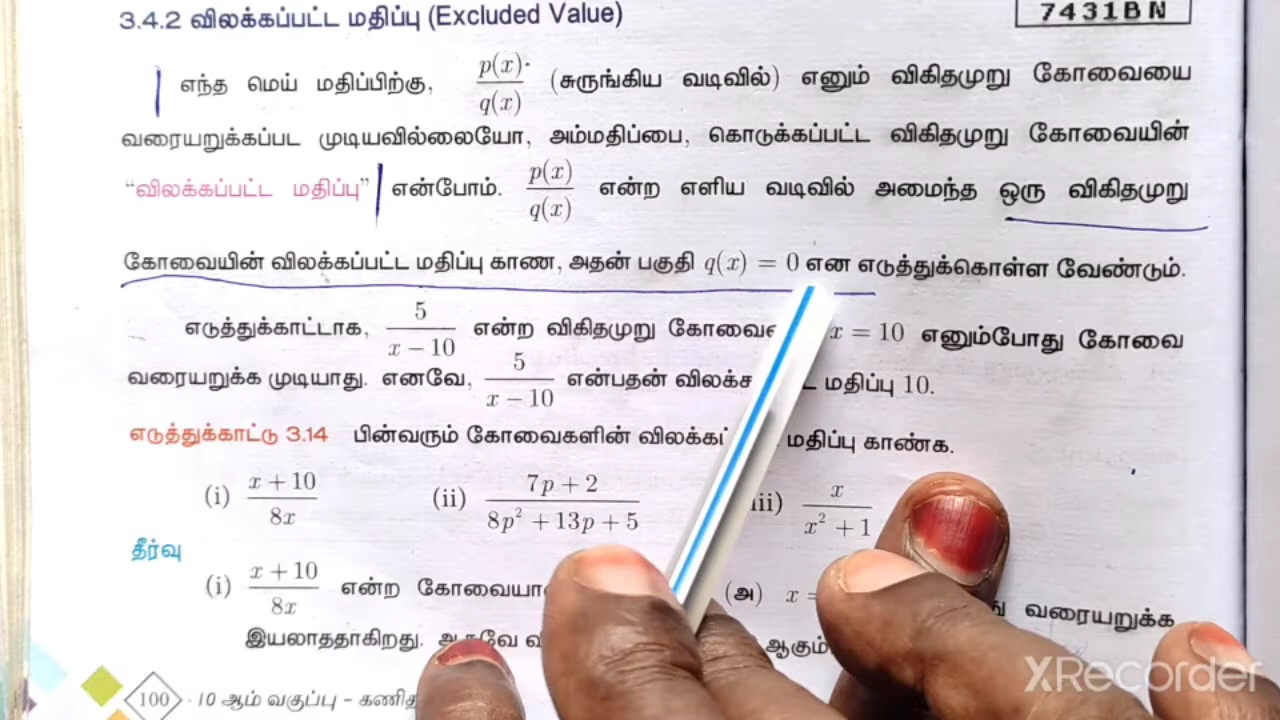 3.4.2 விலக்கப்பட்ட மதிப்பு (Excluded Value)
7431BN
எந்த மெய் மதிப்பிற்கு, p(x)/q(x) (சுருங்கிய வடிவில்) எனும் விகிதமுறு கோவையை
வரையறுக்கப்பட முடியவில்லையோ, அம்மதிப்பை, கொடுக்கப்பட்ட விகிதமுறு கோவையின்
“விலக்கப்பட்ட மதிப்பு” என்போம். p(x)/q(x) என்ற எளிய வடிவில் அமைந்த ஒரு விகிதமுறு
கோவையின் விலக்கப்பட்ட மதிப்பு காண, அதன் பகுதி q(x) = 0 என எடுத்துக்கொள்ள வேண்டும்.
எடுத்துக்காட்டாக, 5/(x − 10) என்ற விகிதமுறு x = 10 எனும்போது கோவை
வரையறுக்க முடியாது. எனவே, 5/(x − 10) என்பதன் மதிப்பு 10.
எடுத்துக்காட்டு 3.14 பின்வரும் கோவைகளின் மதிப்பு காண்க.
(i) (x + 10)/8x (ii) (7p + 2)/(8p² + 13p + 5) x/(x² + 1)
தீர்வு
(i) (x + 10)/8x என்ற (அ) x வரையறுக்க
இயலாததாகிறது. ஆகும்
100 10 ஆம் வகுப்பு –
XRecorder